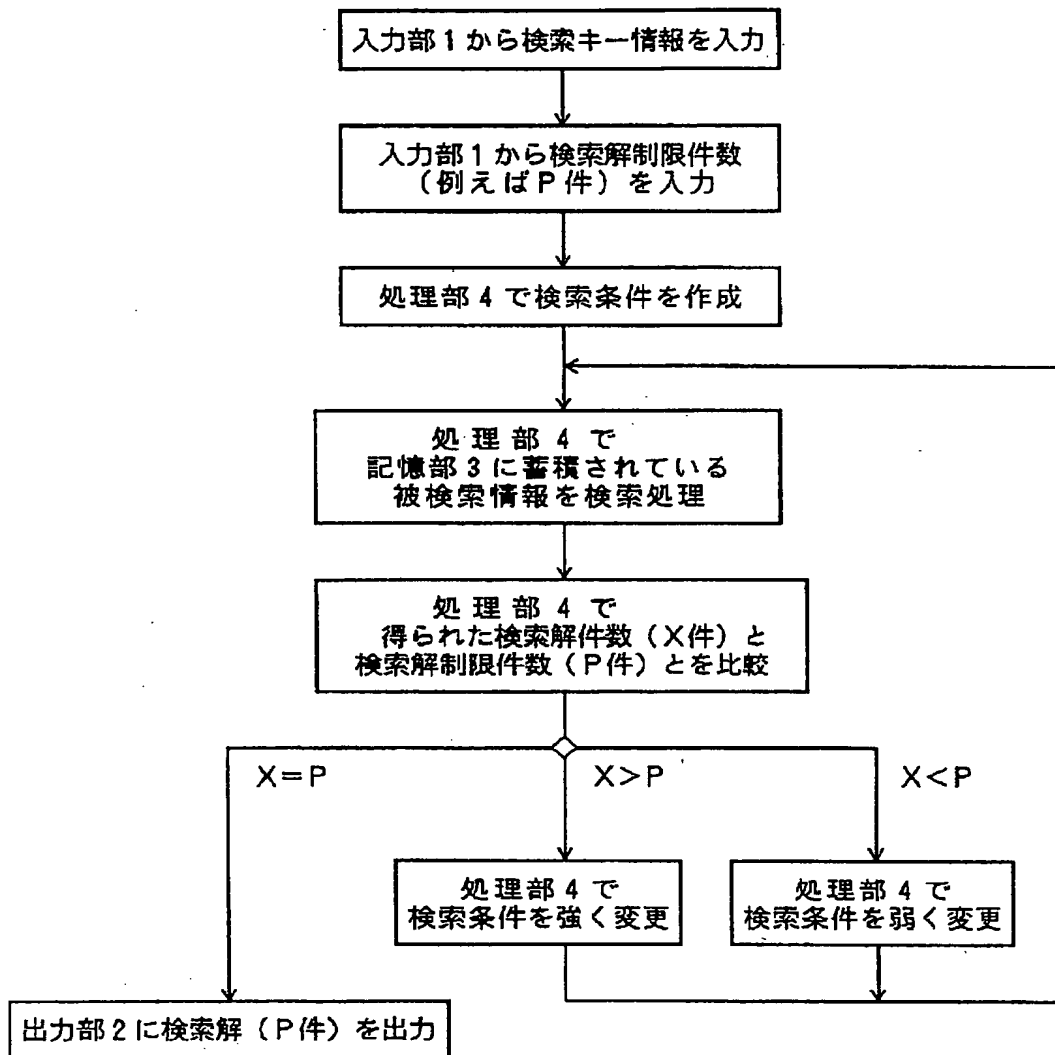 入力部1から検索キー情報を入力
入力部1から検索解制限件数
(例えばP件)を入力
処理部4で検索条件を作成
処理部4で
記憶部3に蓄積されている
被検索情報を検索処理
処理部4で
得られた検索解件数(X件)と
検索解制限件数(P件)とを比較
X=P
X>P
X<P
処理部4で
検索条件を強く変更
処理部4で
検索条件を弱く変更
出力部2に検索解(P件)を出力